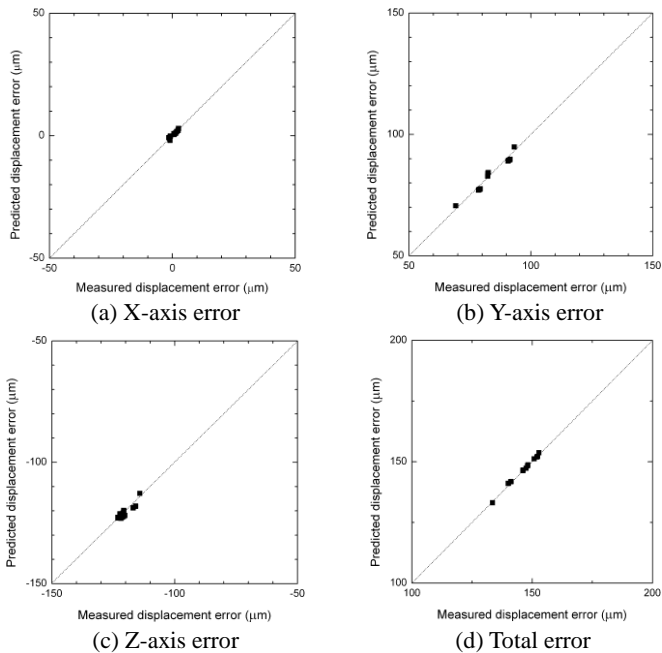 50
0
-50
-50
0
50
Predicted displacement error (μm)
Measured displacement error (μm)
(a) X-axis error
150
100
50
50
100
150
Predicted displacement error (μm)
Measured displacement error (μm)
(b) Y-axis error
-50
-100
-150
-150
-100
-50
Predicted displacement error (μm)
Measured displacement error (μm)
(c) Z-axis error
200
150
100
100
150
200
Predicted displacement error (μm)
Measured displacement error (μm)
(d) Total error